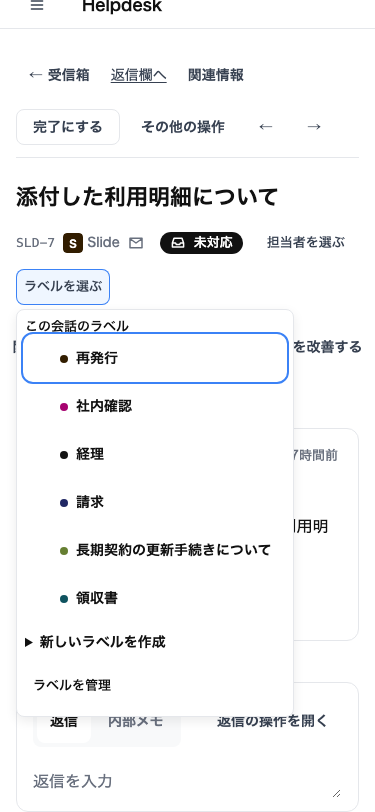 Helpdesk
← 受信箱 返信欄へ 関連情報
完了にする その他の操作 ← →
添付した利用明細について
SLD-7 S Slide 未対応 担当者を選ぶ
ラベルを選ぶ
この会話のラベル
を改善する
再発行
社内確認
経理
7時間前
請求
利用明
長期契約の更新手続きについて
領収書
▶ 新しいラベルを作成
ラベルを管理
返信 内部メモ 返信の操作を開く
返信を入力